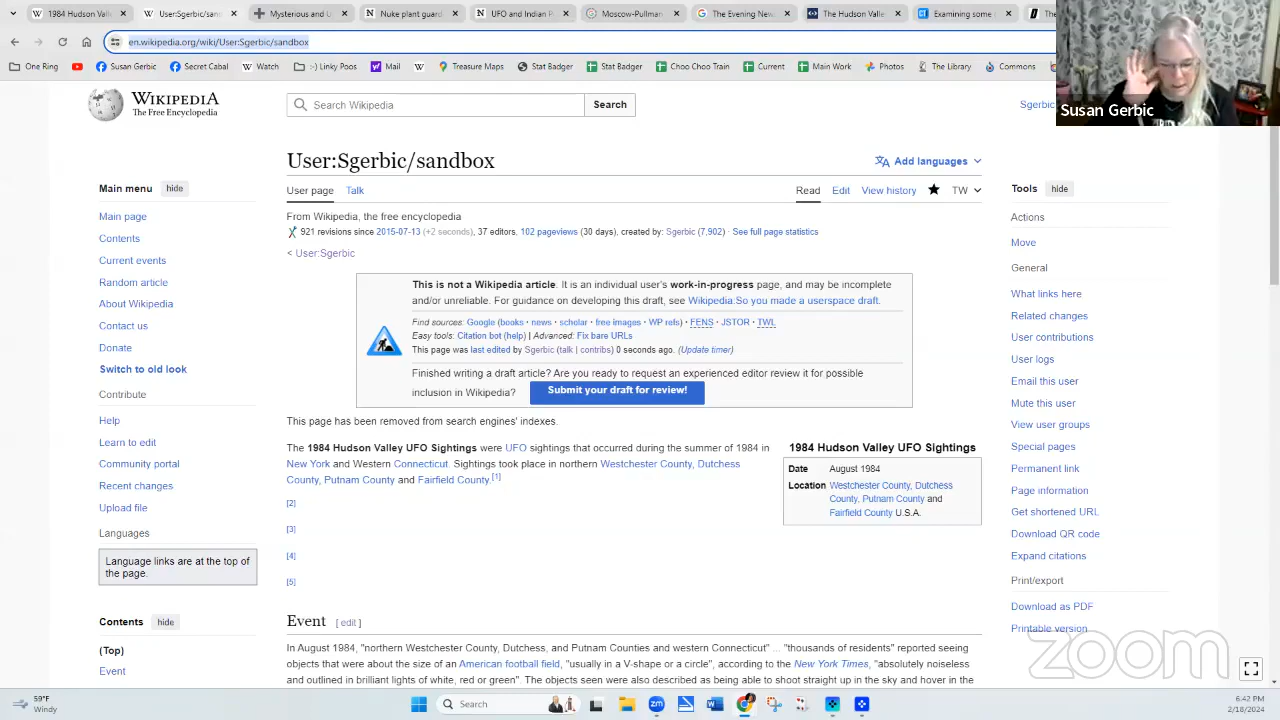 1984 Hudson Valle
Mysterious Sounds
Nuke plant guards
UFO and Indian P
Moscow-Pullman
The Evening News
UFO Hudson Valley
Examining some
en.wikipedia.org/wiki/User:Sgerbic/sandbox
One Ring
Susan Gerbic
Secret Cabal
Watch
:-) Linky Pool
Mail
Treasure Maps
Stat Badger
Stat Badger
Choo Choo Train
Current
Main Work
Photos
The Library
Commons
Susan Gerbic
WIKIPEDIA
The Free Encyclopedia
Search Wikipedia
Search
Sgerbic
User:Sgerbic/sandbox
Add languages
Main menu hide
User page Talk
Read Edit View history TW
Tools hide
Main page
Contents
Current events
Random article
About Wikipedia
Contact us
Donate
Switch to old look
Contribute
Help
Learn to edit
Community portal
Recent changes
Upload file
Languages
Language links are at the top of
the page.
Contents hide
(Top)
Event
From Wikipedia, the free encyclopedia
921 revisions since 2015-07-13 (+2 seconds), 37 editors, 102 pageviews (30 days), created by: Sgerbic (7,902) · See full page statistics
< User:Sgerbic
This is not a Wikipedia article. It is an individual user's work-in-progress page, and may be incomplete
and/or unreliable. For guidance on developing this draft, see Wikipedia:So you made a userspace draft.
Find sources: Google (books · news · scholar · free images · WP refs) · FENS · JSTOR · TWL
Easy tools: Citation bot (help) | Advanced: Fix bare URLs
This page was last edited by Sgerbic (talk | contribs) 0 seconds ago. (Update timer)
Finished writing a draft article? Are you ready to request an experienced editor review it for possible
inclusion in Wikipedia? Submit your draft for review!
This page has been removed from search engines' indexes.
The 1984 Hudson Valley UFO Sightings were UFO sightings that occurred during the summer of 1984 in
New York and Western Connecticut. Sightings took place in northern Westchester County, Dutchess
County, Putnam County and Fairfield County.[1]
[2]
[3]
[4]
[5]
1984 Hudson Valley UFO Sightings
Date August 1984
Location Westchester County, Dutchess
County, Putnam County and
Fairfield County U.S.A.
Event [ edit ]
In August 1984, "northern Westchester County, Dutchess, and Putnam Counties and western Connecticut" ... "thousands of residents" reported seeing
objects that were about the size of an American football field, "usually in a V-shape or a circle", according to the New York Times, "absolutely noiseless
and outlined in brilliant lights of white, red or green". The objects seen were also described as being able to shoot straight up in the sky and hover in the
Actions
Move
General
What links here
Related changes
User contributions
User logs
Email this user
Mute this user
View user groups
Special pages
Permanent link
Page information
Get shortened URL
Download QR code
Expand citations
Print/export
Download as PDF
Printable version
zoom
59°F
Windy
Search
6:42 PM
2/18/2024